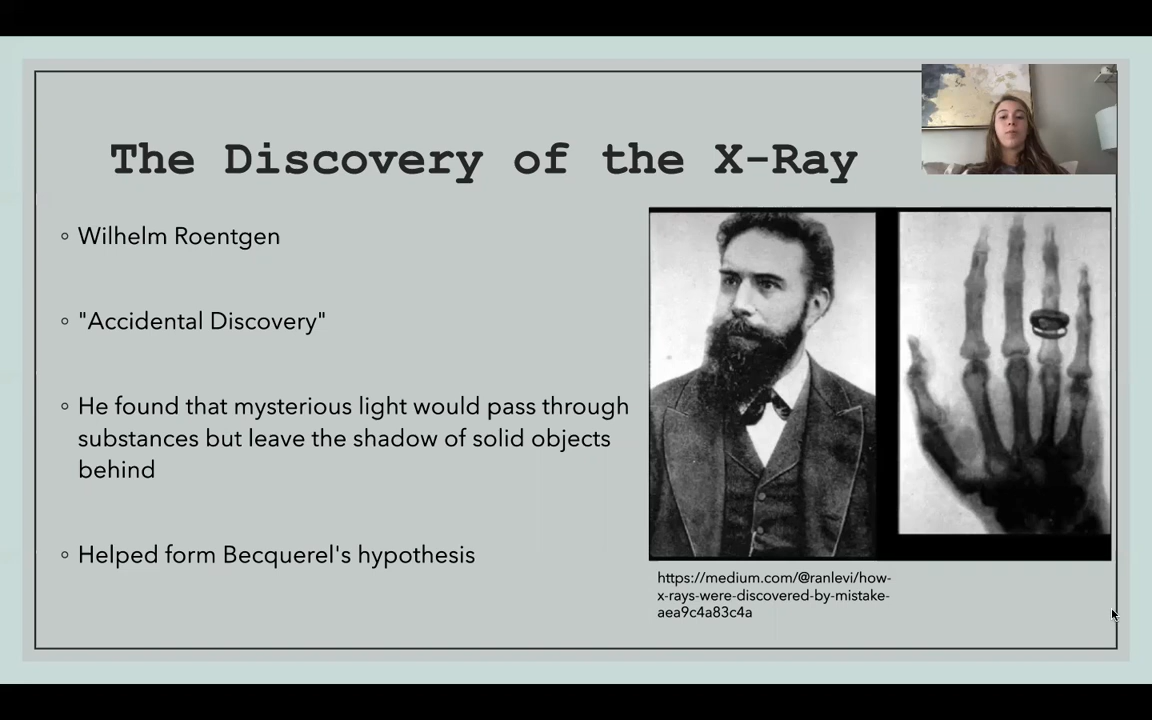 The Discovery of the X-Ray
◦ Wilhelm Roentgen
◦ "Accidental Discovery"
◦ He found that mysterious light would pass through
substances but leave the shadow of solid objects
behind
◦ Helped form Becquerel's hypothesis
https://medium.com/@ranlevi/how-
x-rays-were-discovered-by-mistake-
aea9c4a83c4a